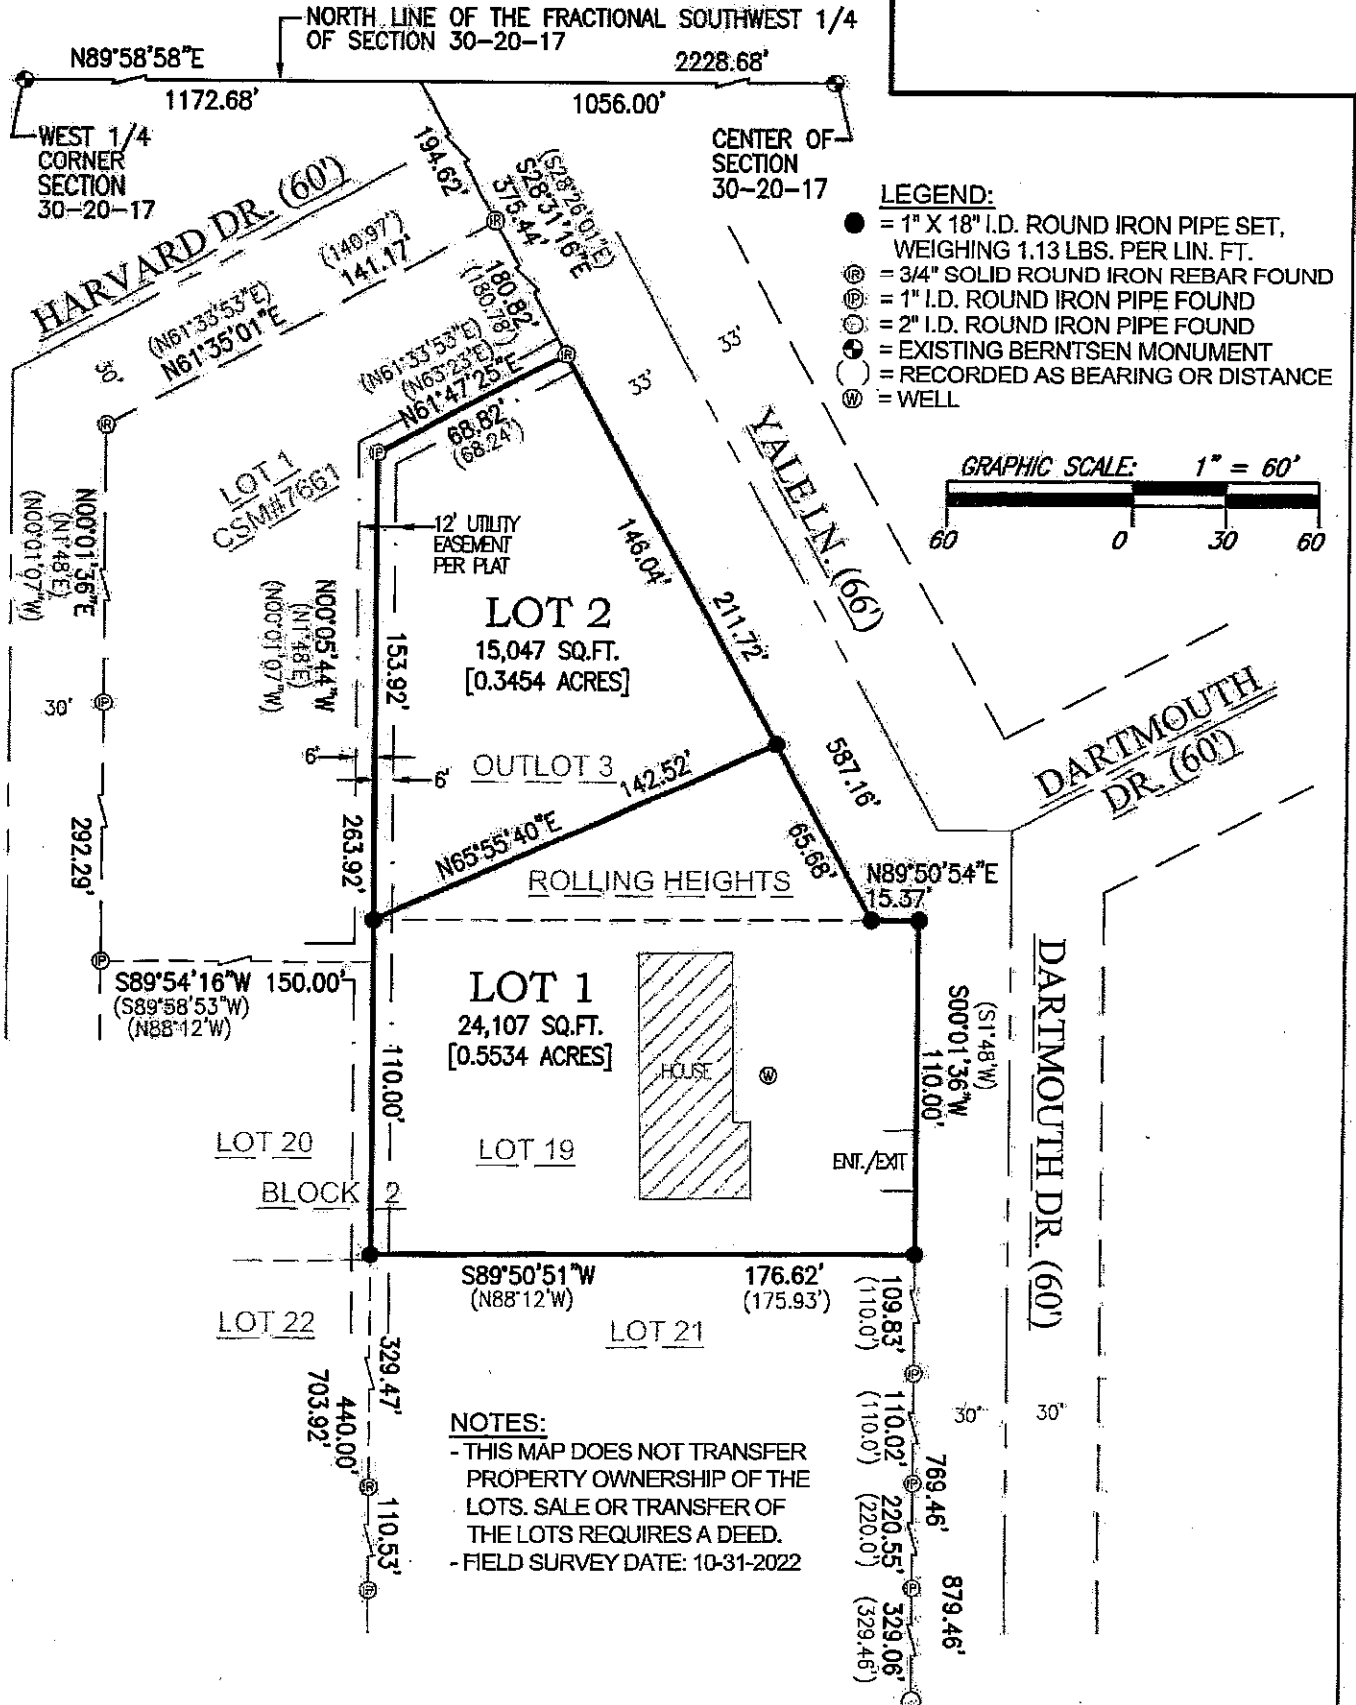 NORTH LINE OF THE FRACTIONAL SOUTHWEST 1/4
OF SECTION 30-20-17
N89°58'58"E
2228.68'
1172.68'
1056.00'
WEST 1/4
CORNER
SECTION
30-20-17
CENTER OF
SECTION
30-20-17
194.62'
(S28°26'01"E)
S28°31'16"E
375.44'
HARVARD DR. (60')
(140.97')
141.17'
(N61°33'53"E)
N61°35'01"E
30'
180.82'
(180.78')
LEGEND:
= 1" X 18" I.D. ROUND IRON PIPE SET,
WEIGHING 1.13 LBS. PER LIN. FT.
IR = 3/4" SOLID ROUND IRON REBAR FOUND
IP = 1" I.D. ROUND IRON PIPE FOUND
= 2" I.D. ROUND IRON PIPE FOUND
= EXISTING BERNTSEN MONUMENT
( ) = RECORDED AS BEARING OR DISTANCE
W = WELL
33'
33'
(N61°33'53"E)
(N63°23'E)
N61°47'25"E
68.82'
(68.24')
GRAPHIC SCALE: 1" = 60'
60 0 30 60
YALE LN. (66')
LOT 1
CSM#7661
N00°01'36"E
(N1°48'E)
(N00°01'07"W)
12' UTILITY
EASEMENT
PER PLAT
146.04'
211.72'
LOT 2
15,047 SQ.FT.
[0.3454 ACRES]
N00°05'44"W
(N1°48'E)
(N00°01'07"W)
153.92'
30'
6'
6'
OUTLOT 3
142.52'
N65°55'40"E
587.16'
65.68'
DARTMOUTH
DR. (60')
292.29'
263.92'
ROLLING HEIGHTS
N89°50'54"E
15.37'
S89°54'16"W 150.00'
(S89°58'53"W)
(N88°12'W)
LOT 1
24,107 SQ.FT.
[0.5534 ACRES]
HOUSE
W
110.00'
(S1°48'W)
S00°01'36"W
110.00'
DARTMOUTH DR. (60')
LOT 20
LOT 19
ENT./EXIT
BLOCK 2
S89°50'51"W
(N88°12'W)
176.62'
(175.93')
LOT 22
LOT 21
109.83'
(110.0')
329.47'
440.00'
703.92'
110.53'
110.02'
(110.0')
30'
30'
769.46'
220.55'
(220.0')
879.46'
329.06'
(329.46')
NOTES:
- THIS MAP DOES NOT TRANSFER
PROPERTY OWNERSHIP OF THE
LOTS. SALE OR TRANSFER OF
THE LOTS REQUIRES A DEED.
- FIELD SURVEY DATE: 10-31-2022